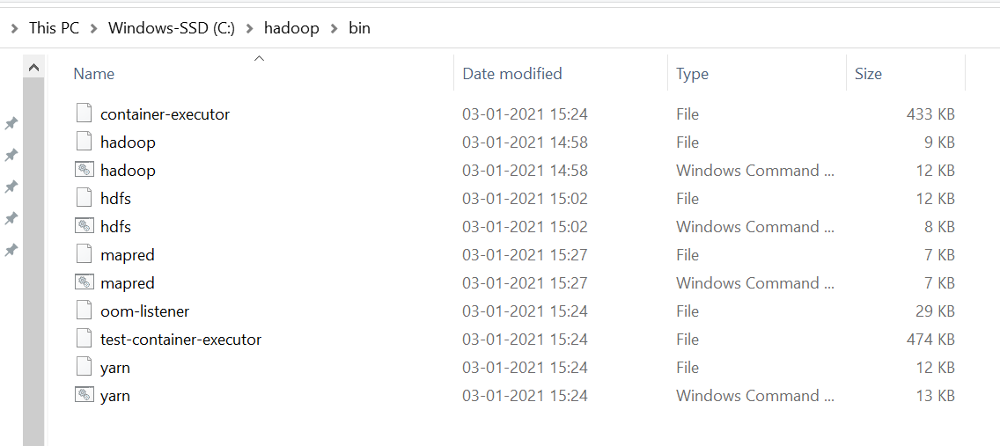 This PC > Windows-SSD (C:) > hadoop > bin
Name Date modified Type Size
container-executor 03-01-2021 15:24 File 433 KB
hadoop 03-01-2021 14:58 File 9 KB
hadoop 03-01-2021 14:58 Windows Command ... 12 KB
hdfs 03-01-2021 15:02 File 12 KB
hdfs 03-01-2021 15:02 Windows Command ... 8 KB
mapred 03-01-2021 15:27 File 7 KB
mapred 03-01-2021 15:27 Windows Command ... 7 KB
oom-listener 03-01-2021 15:24 File 29 KB
test-container-executor 03-01-2021 15:24 File 474 KB
yarn 03-01-2021 15:24 File 12 KB
yarn 03-01-2021 15:24 Windows Command ... 13 KB